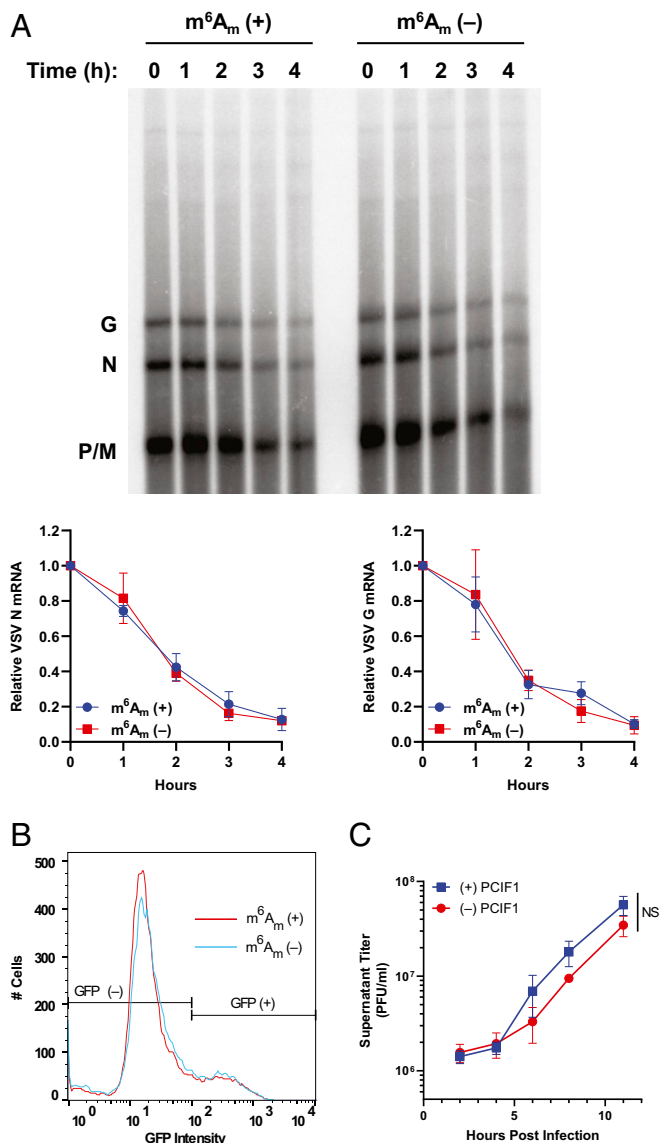 A
m⁶Aₘ (+) m⁶Aₘ (–)
Time (h): 0 1 2 3 4 0 1 2 3 4
G
N
P/M
1.2 1.0 0.8 0.6 0.4 0.2 0.0
Relative VSV N mRNA
m⁶Aₘ (+)
m⁶Aₘ (–)
0 1 2 3 4
Hours
1.2 1.0 0.8 0.6 0.4 0.2 0.0
Relative VSV G mRNA
m⁶Aₘ (+)
m⁶Aₘ (–)
0 1 2 3 4
Hours
B
500 400 300 200 100 0
# Cells
m⁶Aₘ (+)
m⁶Aₘ (–)
GFP (–) GFP (+)
10 10⁰ 10¹ 10² 10³ 10⁴
GFP Intensity
C
10⁸ 10⁷ 10⁶
Supernatant Titer
(PFU/ml)
(+) PCIF1
(–) PCIF1
NS
0 5 10
Hours Post Infection